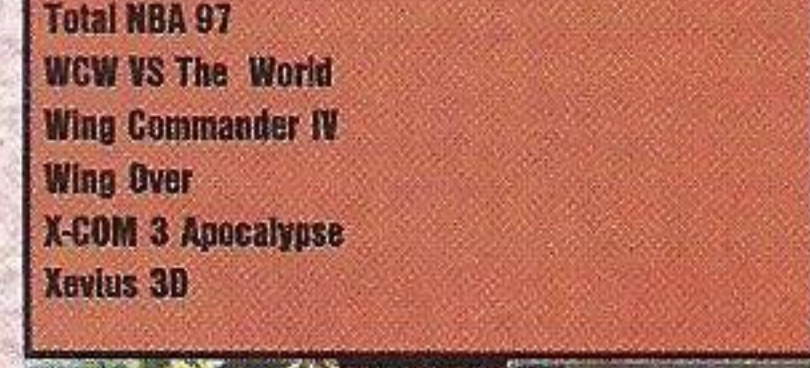 Total NBA 97
WCW VS The World
Wing Commander IV
Wing Over
X-COM 3 Apocalypse
Xevius 3D